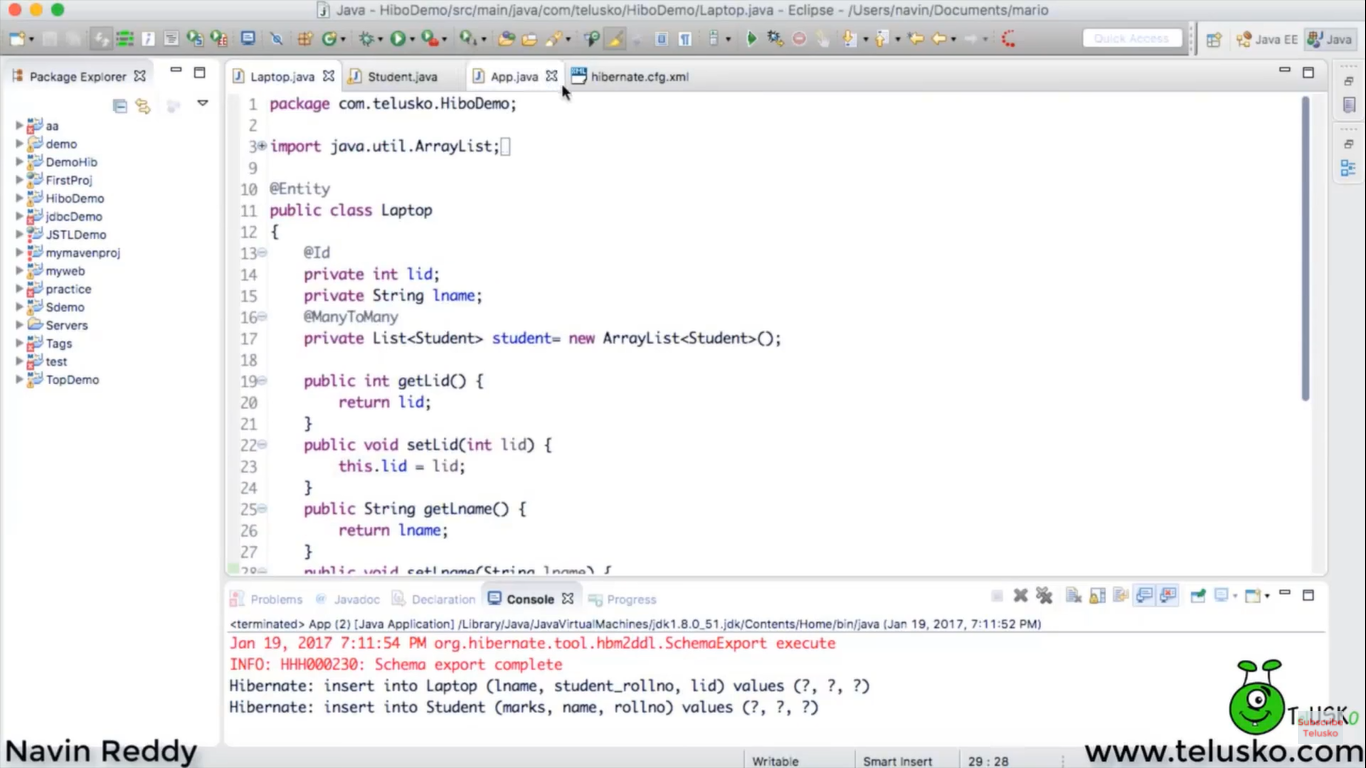 Java - HiboDemo/src/main/java/com/telusko/HiboDemo/Laptop.java - Eclipse - /Users/navin/Documents/mario
Quick Access
Java EE
Java
Package Explorer
Laptop.java
Student.java
App.java
hibernate.cfg.xml
aa
demo
DemoHib
FirstProj
HiboDemo
jdbcDemo
JSTLDemo
mymavenproj
myweb
practice
Sdemo
Servers
Tags
test
TopDemo
1 package com.telusko.HiboDemo;
2
3 import java.util.ArrayList;
9
10 @Entity
11 public class Laptop
12 {
13 @Id
14 private int lid;
15 private String lname;
16 @ManyToMany
17 private List<Student> student= new ArrayList<Student>();
18
19 public int getLid() {
20 return lid;
21 }
22 public void setLid(int lid) {
23 this.lid = lid;
24 }
25 public String getLname() {
26 return lname;
27 }
28 public void setLname(String lname) {
Problems
Javadoc
Declaration
Console
Progress
<terminated> App (2) [Java Application] /Library/Java/JavaVirtualMachines/jdk1.8.0_51.jdk/Contents/Home/bin/java (Jan 19, 2017, 7:11:52 PM)
Jan 19, 2017 7:11:54 PM org.hibernate.tool.hbm2ddl.SchemaExport execute
INFO: HHH000230: Schema export complete
Hibernate: insert into Laptop (lname, student_rollno, lid) values (?, ?, ?)
Hibernate: insert into Student (marks, name, rollno) values (?, ?, ?)
Subscribe
Telusko
Navin Reddy
www.telusko.com
Writable
Smart Insert
29 : 28